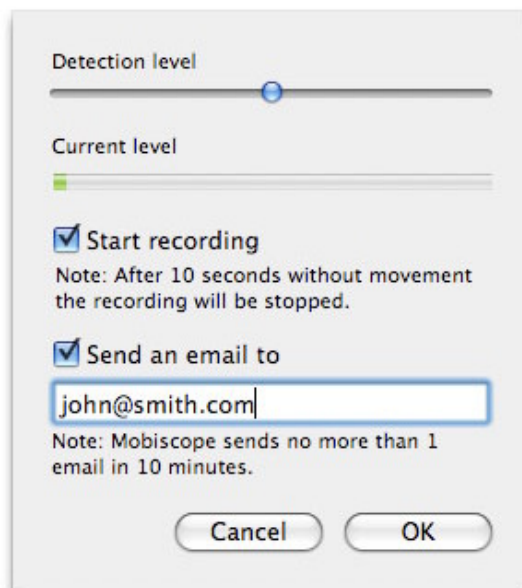 Detection level
Current level
Start recording
Note: After 10 seconds without movement
the recording will be stopped.
Send an email to
john@smith.com
Note: Mobiscope sends no more than 1
email in 10 minutes.
Cancel OK